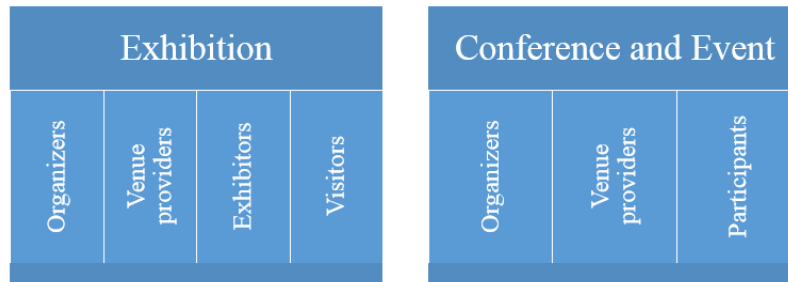 Exhibition
Organizers
Venue
providers
Exhibitors
Visitors
Conference and Event
Organizers
Venue
providers
Participants